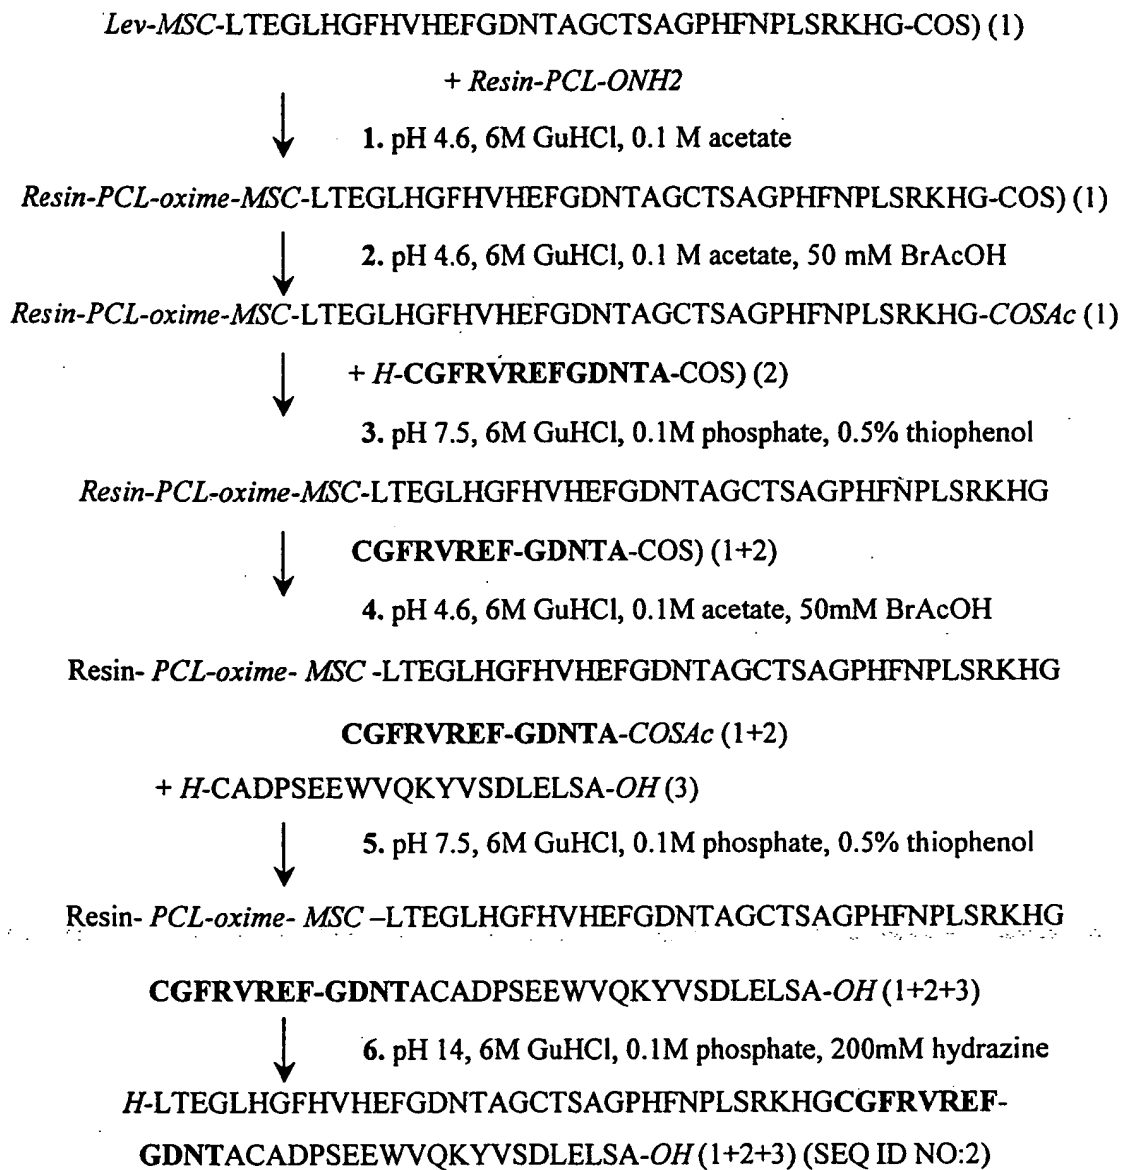 Lev-MSC-LTEGLHGFHVHEFGDNTAGCTSAGPHFNPLSRKHG-COS) (1)
+ Resin-PCL-ONH2
1. pH 4.6, 6M GuHCl, 0.1 M acetate
Resin-PCL-oxime-MSC-LTEGLHGFHVHEFGDNTAGCTSAGPHFNPLSRKHG-COS) (1)
2. pH 4.6, 6M GuHCl, 0.1 M acetate, 50 mM BrAcOH
Resin-PCL-oxime-MSC-LTEGLHGFHVHEFGDNTAGCTSAGPHFNPLSRKHG-COSAc (1)
+ H-CGFRVREFGDNTA-COS) (2)
3. pH 7.5, 6M GuHCl, 0.1M phosphate, 0.5% thiophenol
Resin-PCL-oxime-MSC-LTEGLHGFHVHEFGDNTAGCTSAGPHFNPLSRKHG
CGFRVREF-GDNTA-COS) (1+2)
4. pH 4.6, 6M GuHCl, 0.1M acetate, 50mM BrAcOH
Resin- PCL-oxime- MSC -LTEGLHGFHVHEFGDNTAGCTSAGPHFNPLSRKHG
CGFRVREF-GDNTA-COSAc (1+2)
+ H-CADPSEEWVQKYVSDLELSA-OH (3)
5. pH 7.5, 6M GuHCl, 0.1M phosphate, 0.5% thiophenol
Resin- PCL-oxime- MSC –LTEGLHGFHVHEFGDNTAGCTSAGPHFNPLSRKHG
CGFRVREF-GDNTACADPSEEWVQKYVSDLELSA-OH (1+2+3)
6. pH 14, 6M GuHCl, 0.1M phosphate, 200mM hydrazine
H-LTEGLHGFHVHEFGDNTAGCTSAGPHFNPLSRKHGCGFRVREF-
GDNTACADPSEEWVQKYVSDLELSA-OH (1+2+3) (SEQ ID NO:2)